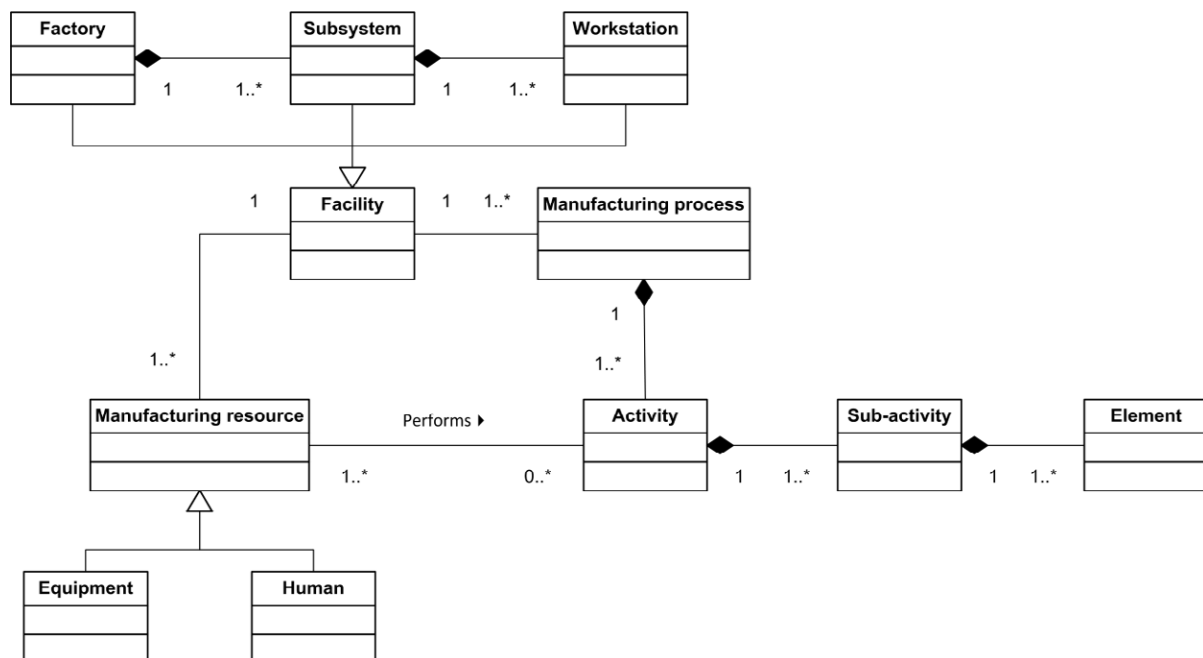 Factory
Subsystem
Workstation
1
1..*
1
1..*
Facility
Manufacturing process
1
1
1..*
1
1..*
1..*
Manufacturing resource
Performs
Activity
Sub-activity
Element
1..*
0..*
1
1..*
1
1..*
Equipment
Human